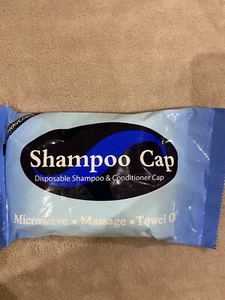 Shampoo Cap
Disposable Shampoo & Conditioner Cap
Microwave • Massage • Towel